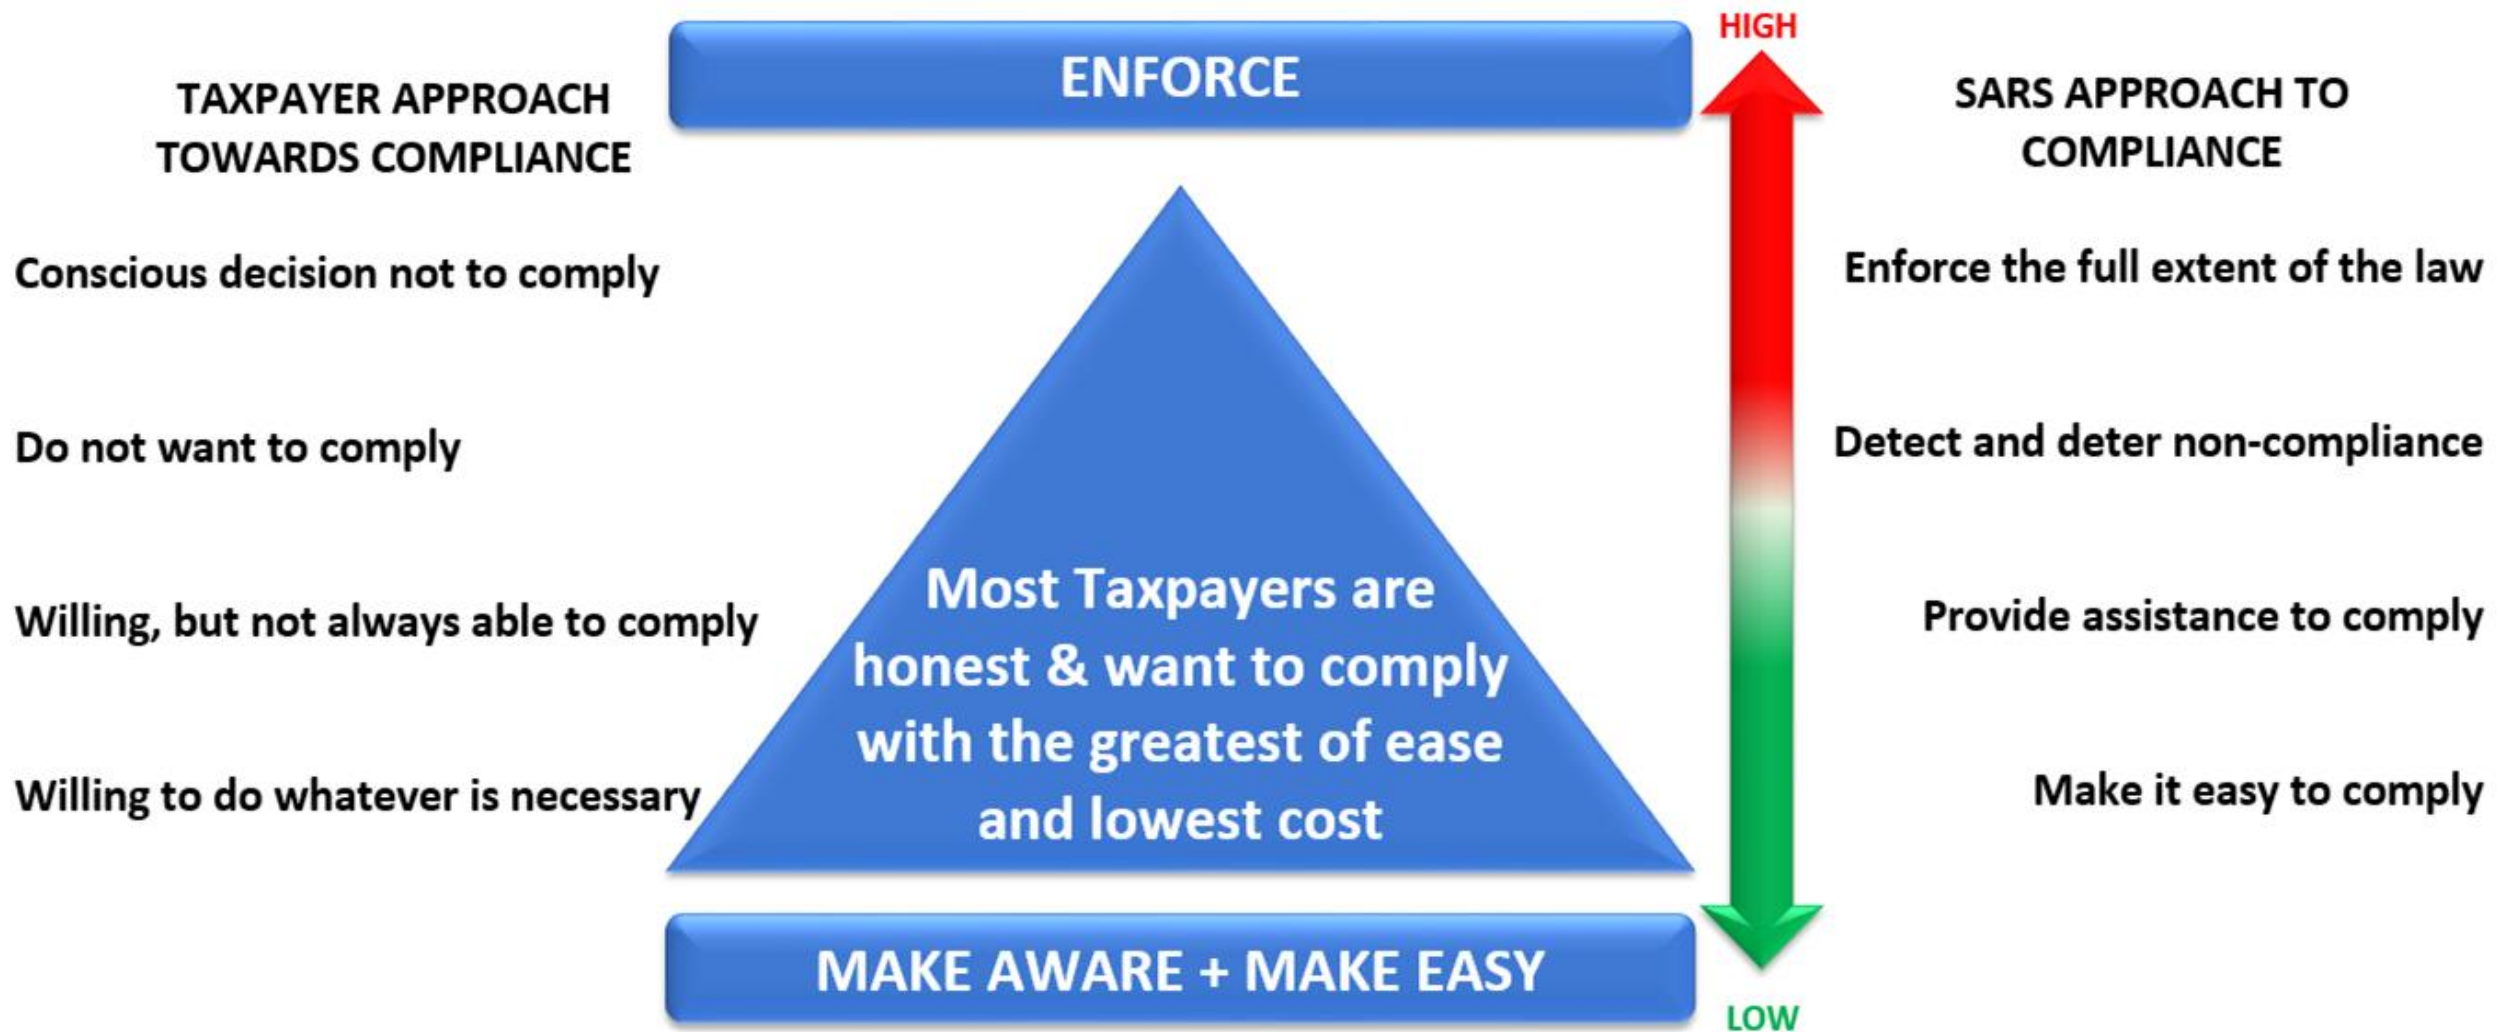 ENFORCE
HIGH
TAXPAYER APPROACH
TOWARDS COMPLIANCE
SARS APPROACH TO
COMPLIANCE
Conscious decision not to comply
Enforce the full extent of the law
Do not want to comply
Detect and deter non-compliance
Willing, but not always able to comply
Provide assistance to comply
Willing to do whatever is necessary
Make it easy to comply
Most Taxpayers are
honest & want to comply
with the greatest of ease
and lowest cost
MAKE AWARE + MAKE EASY
LOW